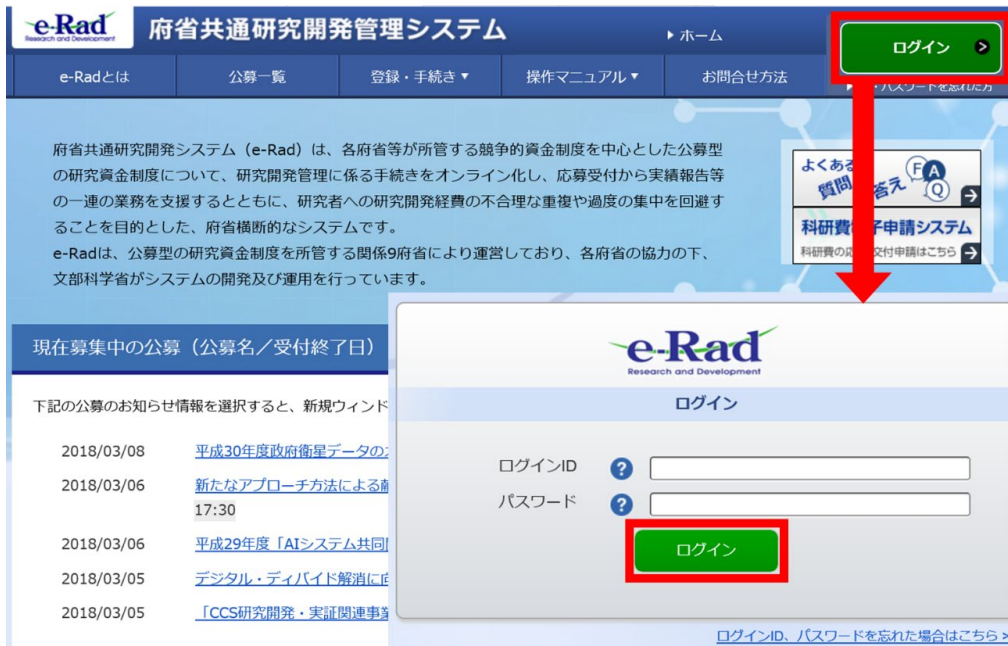 e-Rad
Research and Development
府省共通研究開発管理システム
ホーム
ログイン
e-Radとは
公募一覧
登録・手続き▼
操作マニュアル▼
お問合せ方法
パスワードを忘れた方
府省共通研究開発システム（e-Rad）は、各府省等が所管する競争的資金制度を中心とした公募型
の研究資金制度について、研究開発管理に係る手続きをオンライン化し、応募受付から実績報告等
の一連の業務を支援するとともに、研究者への研究開発経費の不合理な重複や過度の集中を回避す
ることを目的とした、府省横断的なシステムです。
e-Radは、公募型の研究資金制度を所管する関係9府省により運営しており、各府省の協力の下、
文部科学省がシステムの開発及び運用を行っています。
よくある
質問 答え
FAQ
科研費 子申請システム
科研費の応 交付申請はこちら
現在募集中の公募（公募名／受付終了日）
下記の公募のお知らせ情報を選択すると、新規ウィンド
2018/03/08 平成30年度政府衛星データの
2018/03/06 新たなアプローチ方法による
17:30
2018/03/06 平成29年度「AIシステム共同
2018/03/05 デジタル・ディバイド解消に
2018/03/05 「CCS研究開発・実証関連事業
e-Rad
Research and Development
ログイン
ログインID ?
パスワード ?
ログイン
ログインID、パスワードを忘れた場合はこちら>